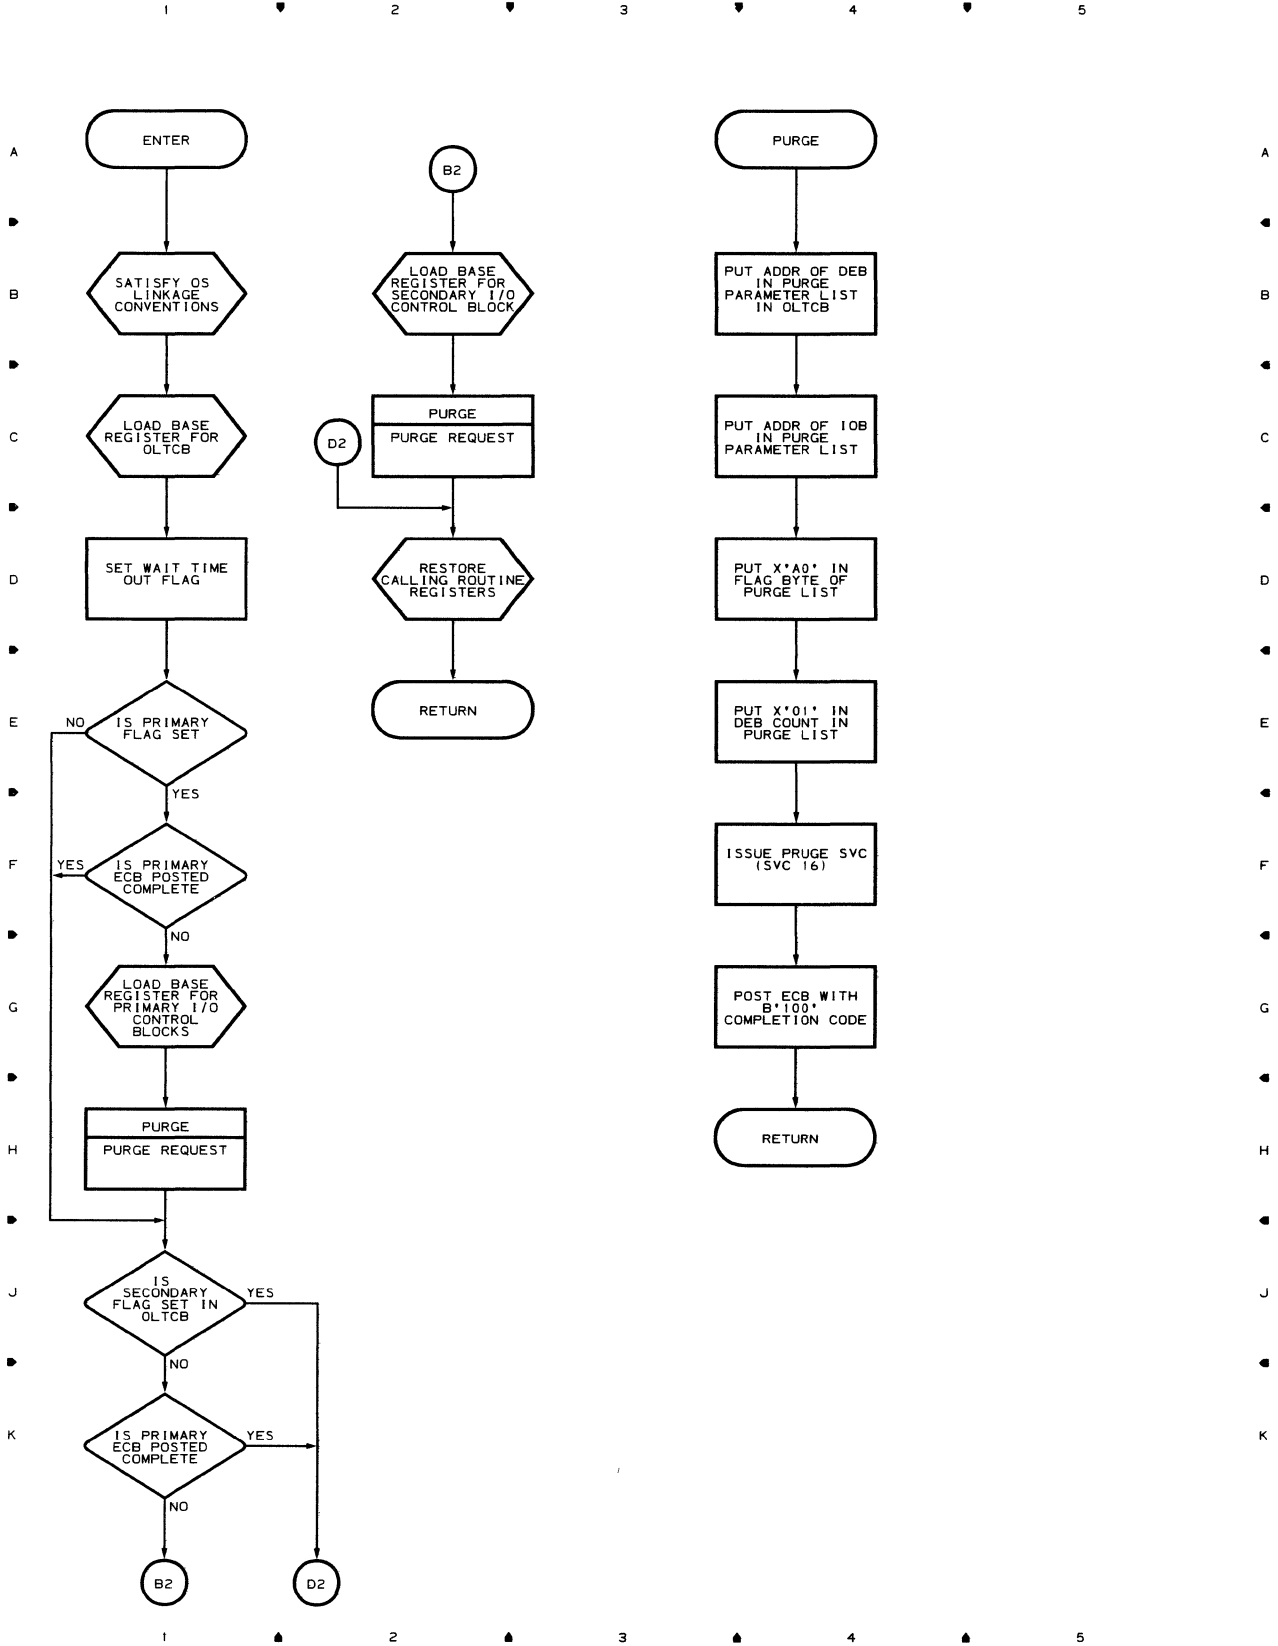 1 2 3 4 5
A
A
ENTER
B2
PURGE
B
B
SATISFY OS
LINKAGE
CONVENTIONS
LOAD BASE
REGISTER FOR
SECONDARY I/O
CONTROL BLOCK
PUT ADDR OF DEB
IN PURGE
PARAMETER LIST
IN OLTCB
C
C
LOAD BASE
REGISTER FOR
OLTCB
D2
PURGE
PURGE REQUEST
PUT ADDR OF IOB
IN PURGE
PARAMETER LIST
D
D
SET WAIT TIME
OUT FLAG
RESTORE
CALLING ROUTINE
REGISTERS
PUT X'A0' IN
FLAG BYTE OF
PURGE LIST
E
E
NO
IS PRIMARY
FLAG SET
YES
RETURN
PUT X'01' IN
DEB COUNT IN
PURGE LIST
F
F
YES
IS PRIMARY
ECB POSTED
COMPLETE
NO
ISSUE PRUGE SVC
(SVC 16)
G
G
LOAD BASE
REGISTER FOR
PRIMARY I/O
CONTROL
BLOCKS
POST ECB WITH
B'100'
COMPLETION CODE
H
H
PURGE
PURGE REQUEST
RETURN
J
J
IS
SECONDARY
FLAG SET IN
OLTCB
YES
NO
K
K
IS PRIMARY
ECB POSTED
COMPLETE
YES
NO
B2
D2
1 2 3 4 5